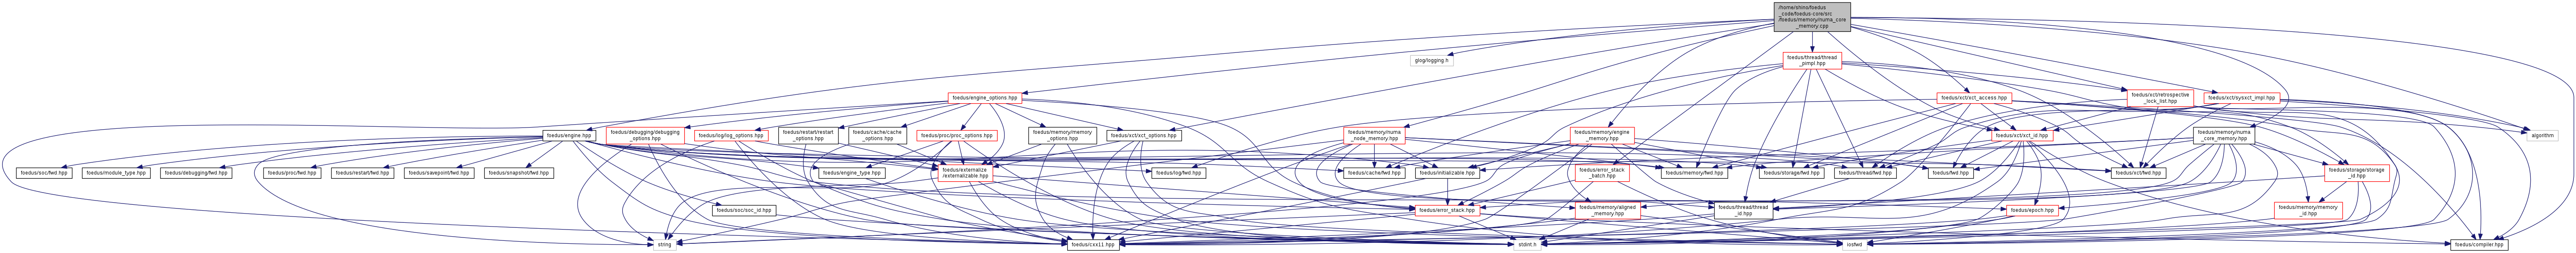 /home/shino/foedus
_code/foedus-core/src
/foedus/memory/numa_core
_memory.cpp
glog/logging.h
foedus/thread/thread
_pimpl.hpp
foedus/engine_options.hpp
foedus/xct/xct_access.hpp
foedus/xct/retrospective
_lock_list.hpp
foedus/xct/sysxct_impl.hpp
foedus/engine.hpp
foedus/debugging/debugging
_options.hpp
foedus/log/log_options.hpp
foedus/restart/restart
_options.hpp
foedus/cache/cache
_options.hpp
foedus/proc/proc_options.hpp
foedus/memory/memory
_options.hpp
foedus/xct/xct_options.hpp
foedus/memory/numa
_node_memory.hpp
foedus/memory/engine
_memory.hpp
foedus/xct/xct_id.hpp
foedus/memory/numa
_core_memory.hpp
algorithm
foedus/soc/fwd.hpp
foedus/module_type.hpp
foedus/debugging/fwd.hpp
foedus/proc/fwd.hpp
foedus/restart/fwd.hpp
foedus/savepoint/fwd.hpp
foedus/snapshot/fwd.hpp
foedus/engine_type.hpp
foedus/externalize
/externalizable.hpp
foedus/log/fwd.hpp
foedus/cache/fwd.hpp
foedus/initializable.hpp
foedus/error_stack
_batch.hpp
foedus/memory/fwd.hpp
foedus/storage/fwd.hpp
foedus/thread/fwd.hpp
foedus/fwd.hpp
foedus/xct/fwd.hpp
foedus/storage/storage
_id.hpp
foedus/soc/soc_id.hpp
foedus/error_stack.hpp
foedus/memory/aligned
_memory.hpp
foedus/thread/thread
_id.hpp
foedus/epoch.hpp
foedus/memory/memory
_id.hpp
string
foedus/cxx11.hpp
stdint.h
iosfwd
foedus/compiler.hpp